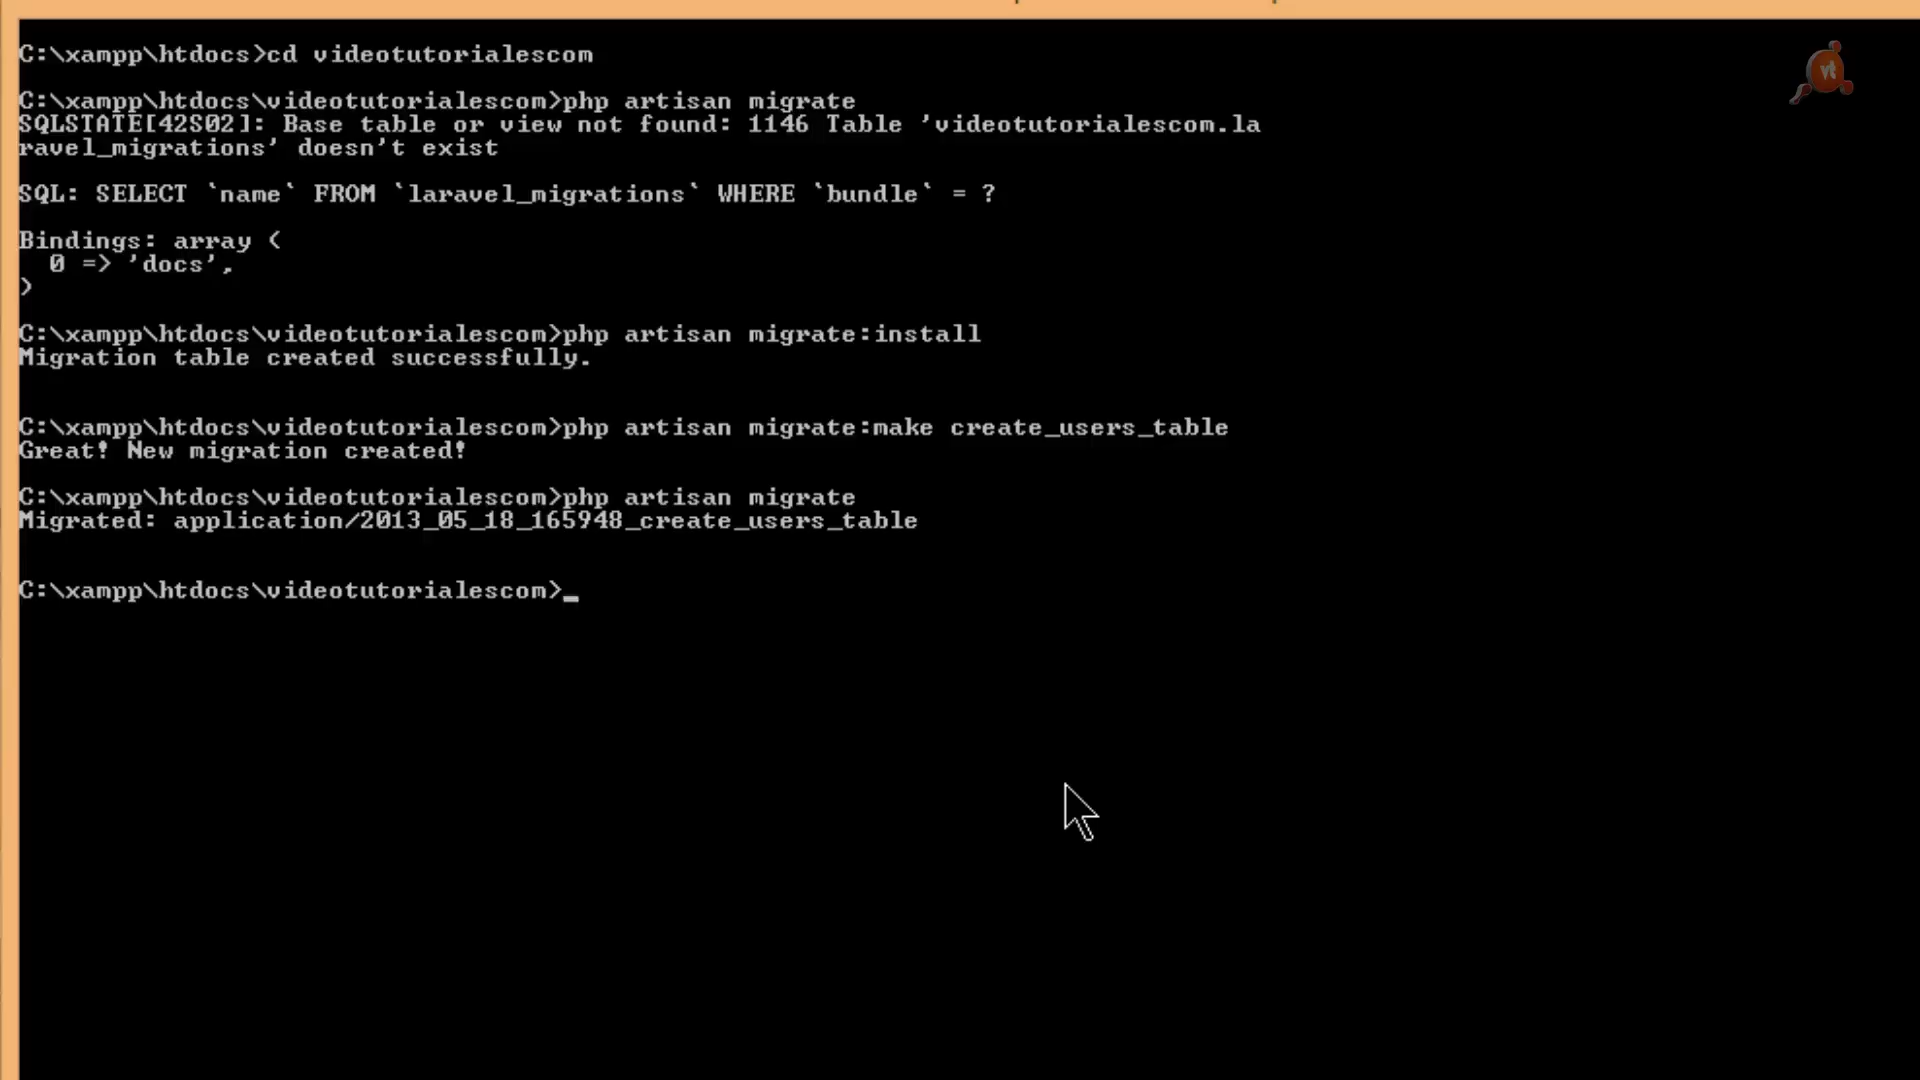 C:\xampp\htdocs>cd videotutorialescom
C:\xampp\htdocs\videotutorialescom>php artisan migrate
SQLSTATE[42S02]: Base table or view not found: 1146 Table 'videotutorialescom.la
ravel_migrations' doesn't exist
SQL: SELECT `name` FROM `laravel_migrations` WHERE `bundle` = ?
Bindings: array (
  0 => 'docs',
)
C:\xampp\htdocs\videotutorialescom>php artisan migrate:install
Migration table created successfully.
C:\xampp\htdocs\videotutorialescom>php artisan migrate:make create_users_table
Great! New migration created!
C:\xampp\htdocs\videotutorialescom>php artisan migrate
Migrated: application/2013_05_18_165948_create_users_table
C:\xampp\htdocs\videotutorialescom>_
vt